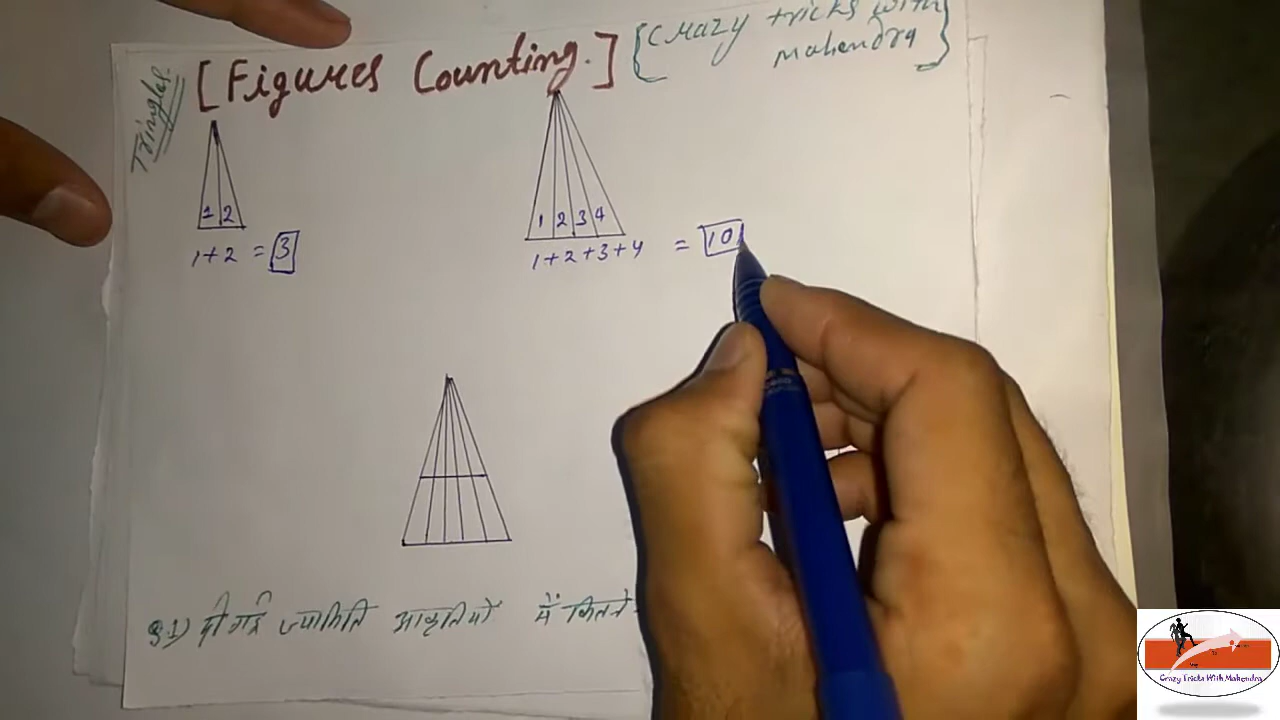 [Figures Counting.]
{Crazy tricks with
Mahendra}
Triangles.
1 2
1+2 = 3
1 2 3 4
1+2+3+4 = 10
Q.1) दी गई ज्यामिति आकृतियों में कितने
Crazy Tricks With Mahendra